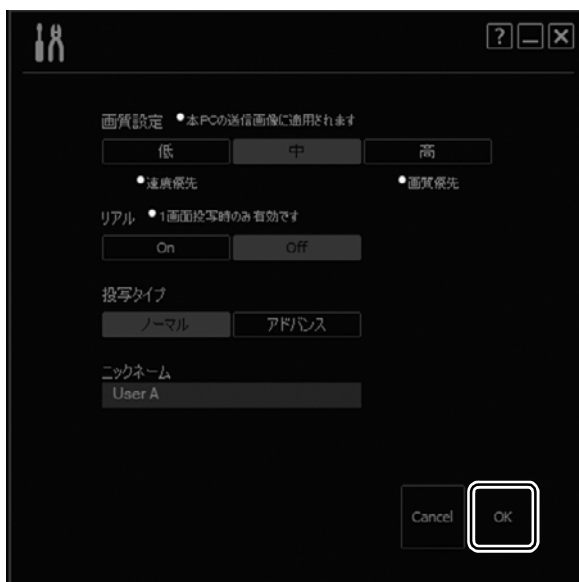 ?
画質設定 ●本PCの送信画像に適用されます
低 中 高
●速度優先 ●画質優先
リアル ●1画面投写時のみ有効です
On Off
投写タイプ
ノーマル アドバンス
ニックネーム
User A
Cancel OK